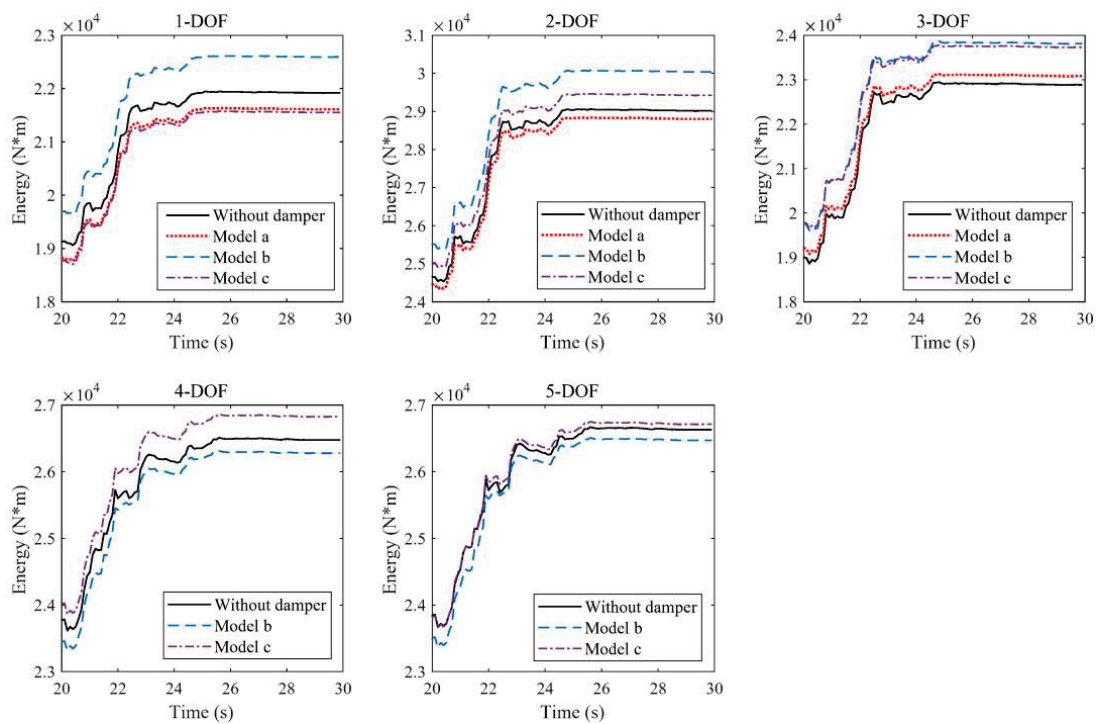 1-DOF
×10⁴
2.3
2.2
2.1
2
1.9
1.8
Energy (N*m)
Without damper
Model a
Model b
Model c
20 22 24 26 28 30
Time (s)
2-DOF
×10⁴
3.1
3
2.9
2.8
2.7
2.6
2.5
2.4
Energy (N*m)
Without damper
Model a
Model b
Model c
20 22 24 26 28 30
Time (s)
3-DOF
×10⁴
2.4
2.3
2.2
2.1
2
1.9
1.8
Energy (N*m)
Without damper
Model a
Model b
Model c
20 22 24 26 28 30
Time (s)
4-DOF
×10⁴
2.7
2.6
2.5
2.4
2.3
Energy (N*m)
Without damper
Model b
Model c
20 22 24 26 28 30
Time (s)
5-DOF
×10⁴
2.7
2.6
2.5
2.4
2.3
Energy (N*m)
Without damper
Model b
Model c
20 22 24 26 28 30
Time (s)